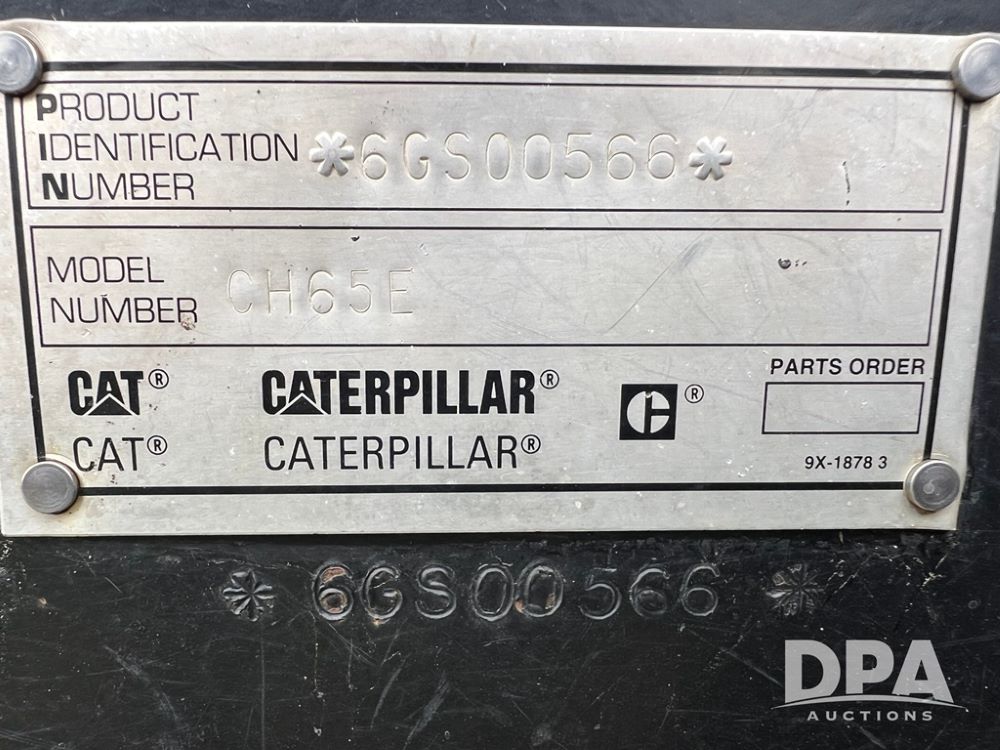 PRODUCT
IDENTIFICATION
NUMBER
*6GS00566*
MODEL
NUMBER
CH65E
CAT® CATERPILLAR® ®
CAT® CATERPILLAR®
PARTS ORDER
9X-1878 3
* 6GS00566 *
DPA
AUCTIONS